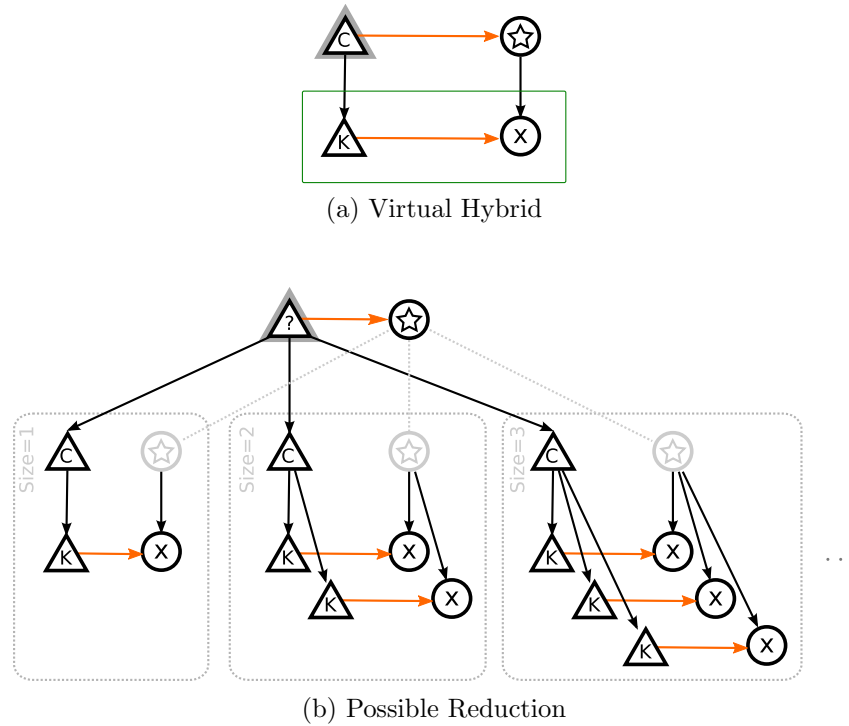 C
K
X
(a) Virtual Hybrid
?
Size=1
C
K
X
Size=2
C
K
X
K
X
Size=3
C
K
X
K
X
K
X
..
(b) Possible Reduction